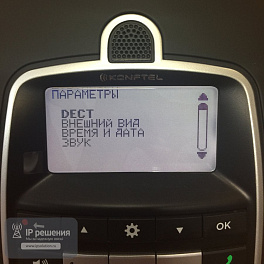 KONFTEL
ПАРАМЕТРЫ
DECT
ВНЕШНИЙ ВИД
ВРЕМЯ И ДАТА
ЗВУК
OK
IP решения